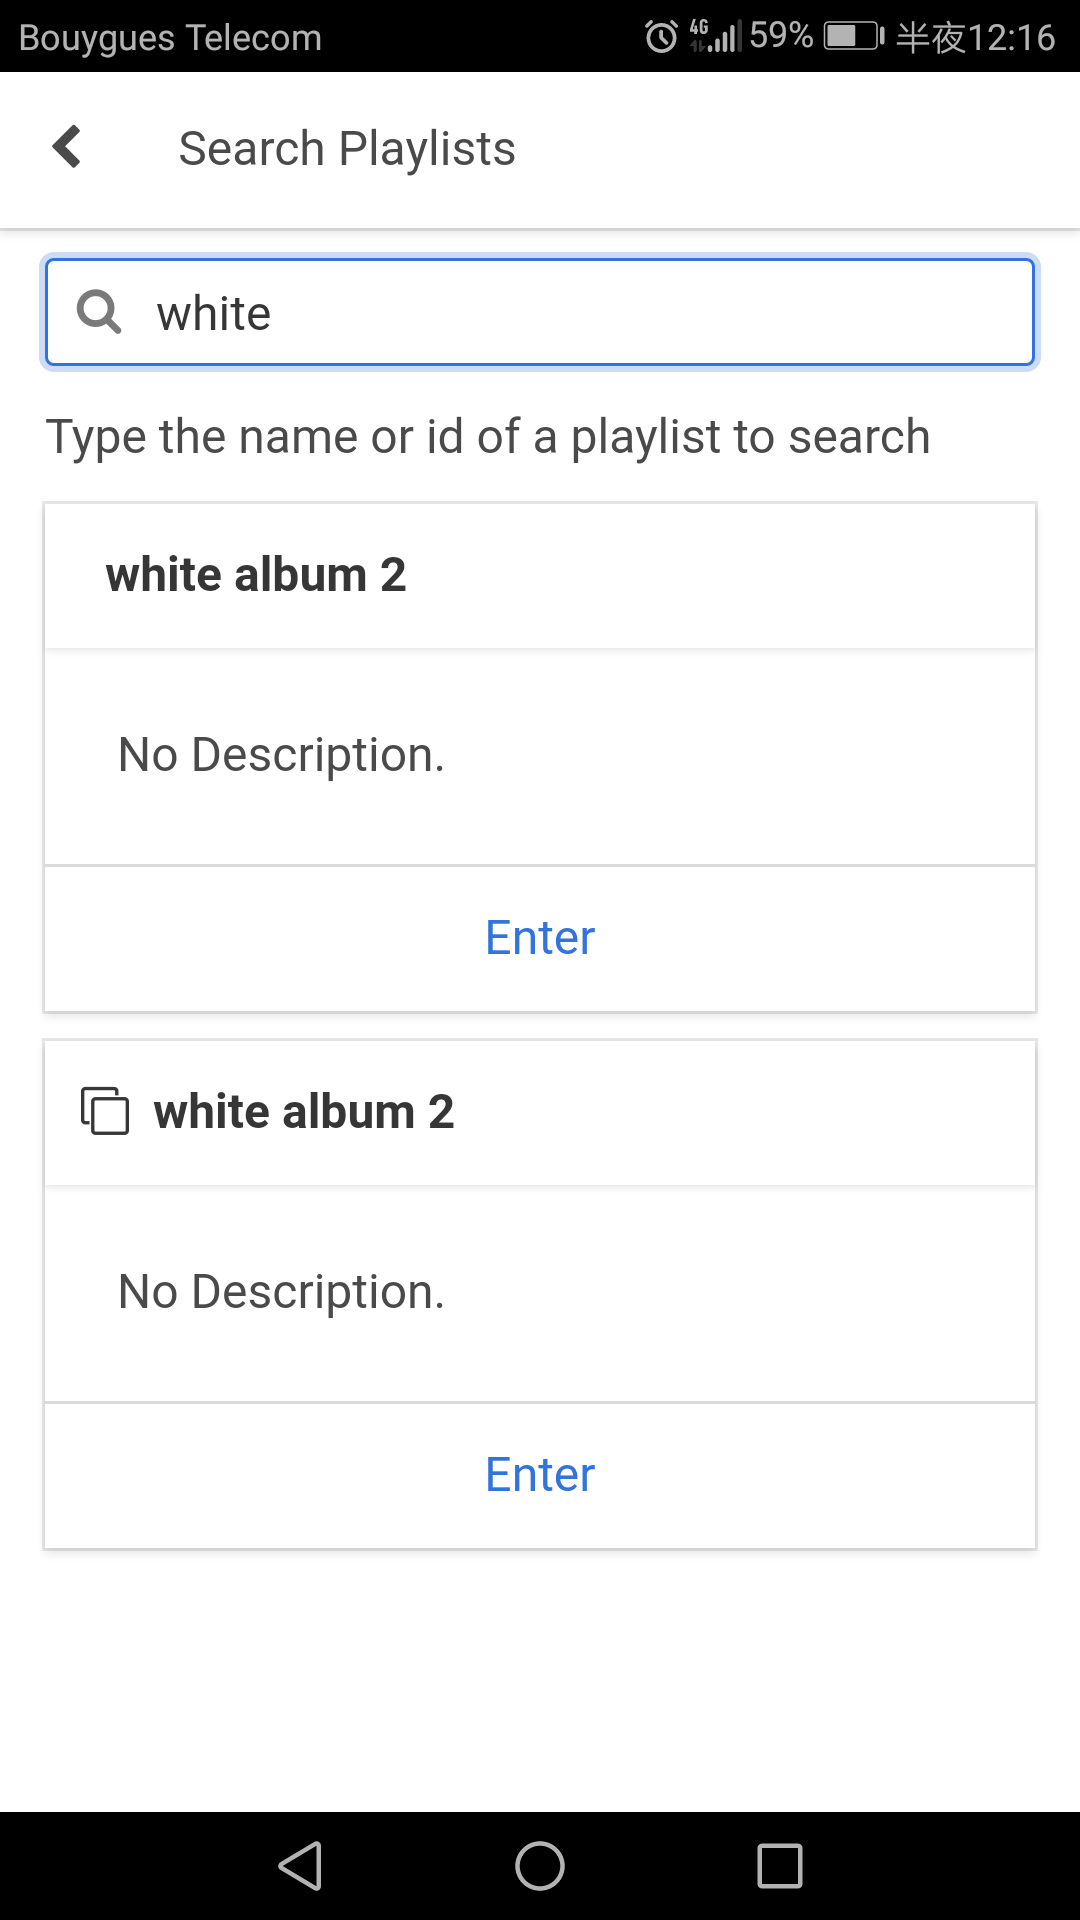 Bouygues Telecom 4G 59% 半夜12:16
Search Playlists
white
Type the name or id of a playlist to search
white album 2
No Description.
Enter
white album 2
No Description.
Enter